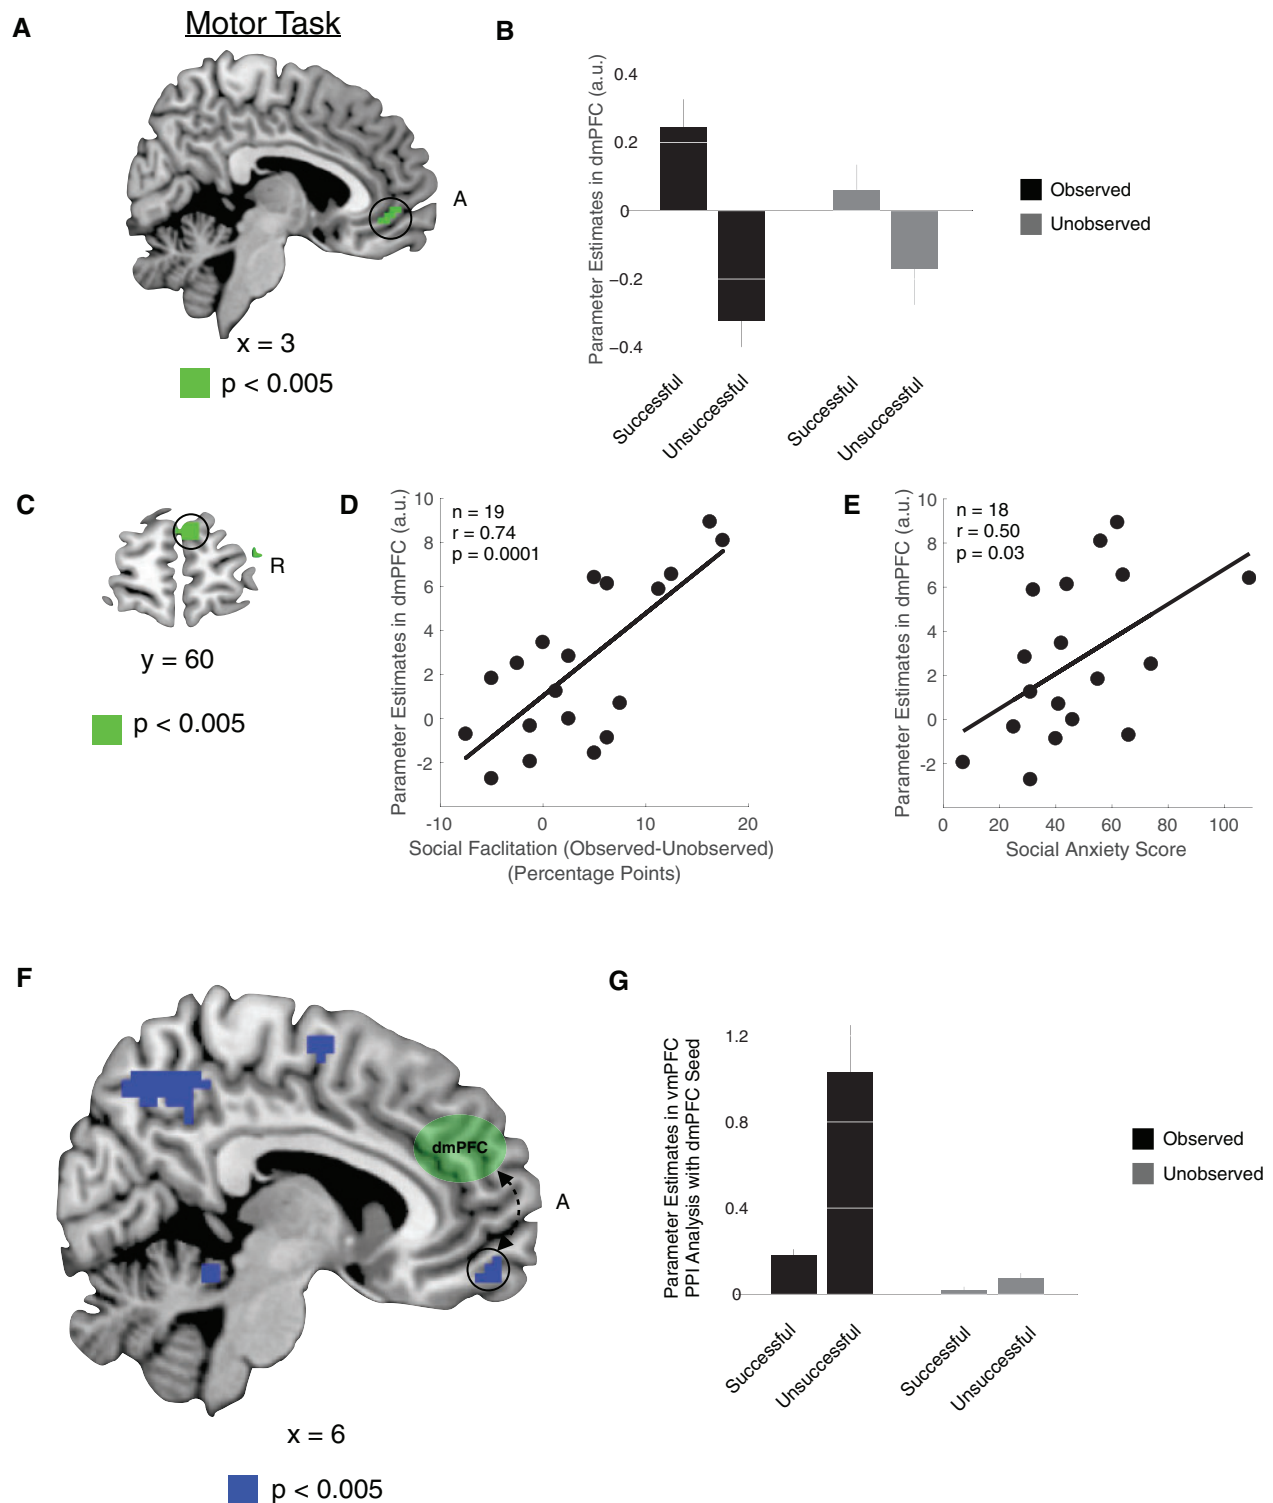 A
Motor Task
A
x = 3
p < 0.005
B
Parameter Estimates in dmPFC (a.u.)
0.4
0.2
0
−0.2
−0.4
Successful
Unsuccessful
Successful
Unsuccessful
Observed
Unobserved
C
R
y = 60
p < 0.005
D
Parameter Estimates in dmPFC (a.u.)
10
8
6
4
2
0
-2
n = 19
r = 0.74
p = 0.0001
-10
0
10
20
Social Faclitation (Observed-Unobserved)
(Percentage Points)
E
Parameter Estimates in dmPFC (a.u.)
10
8
6
4
2
0
-2
n = 18
r = 0.50
p = 0.03
0
20
40
60
80
100
Social Anxiety Score
F
dmPFC
A
x = 6
p < 0.005
G
Parameter Estimates in vmPFC
PPI Analysis with dmPFC Seed
1.2
0.8
0.4
0
Successful
Unsuccessful
Successful
Unsuccessful
Observed
Unobserved